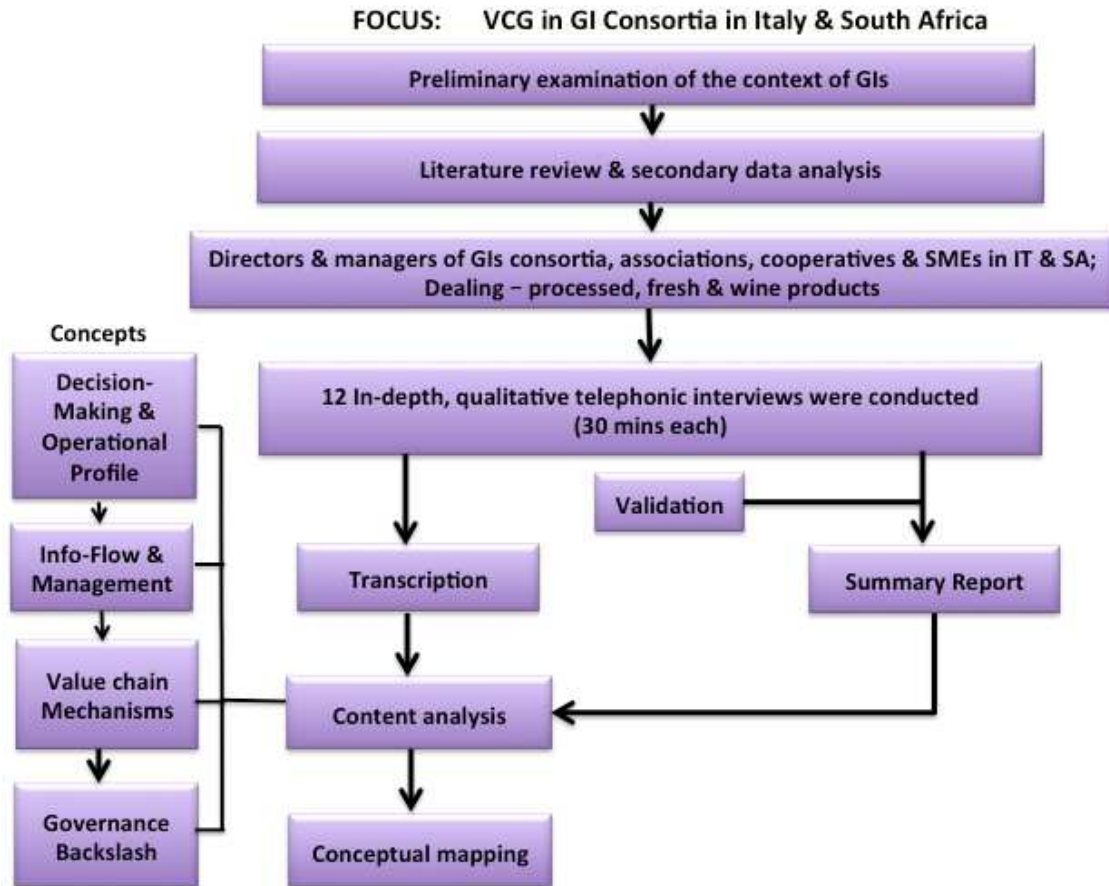 FOCUS: VCG in GI Consortia in Italy & South Africa
Preliminary examination of the context of GIs
Literature review & secondary data analysis
Directors & managers of GIs consortia, associations, cooperatives & SMEs in IT & SA;
Dealing – processed, fresh & wine products
12 In-depth, qualitative telephonic interviews were conducted
(30 mins each)
Validation
Transcription
Summary Report
Content analysis
Conceptual mapping
Concepts
Decision-
Making &
Operational
Profile
Info-Flow &
Management
Value chain
Mechanisms
Governance
Backslash